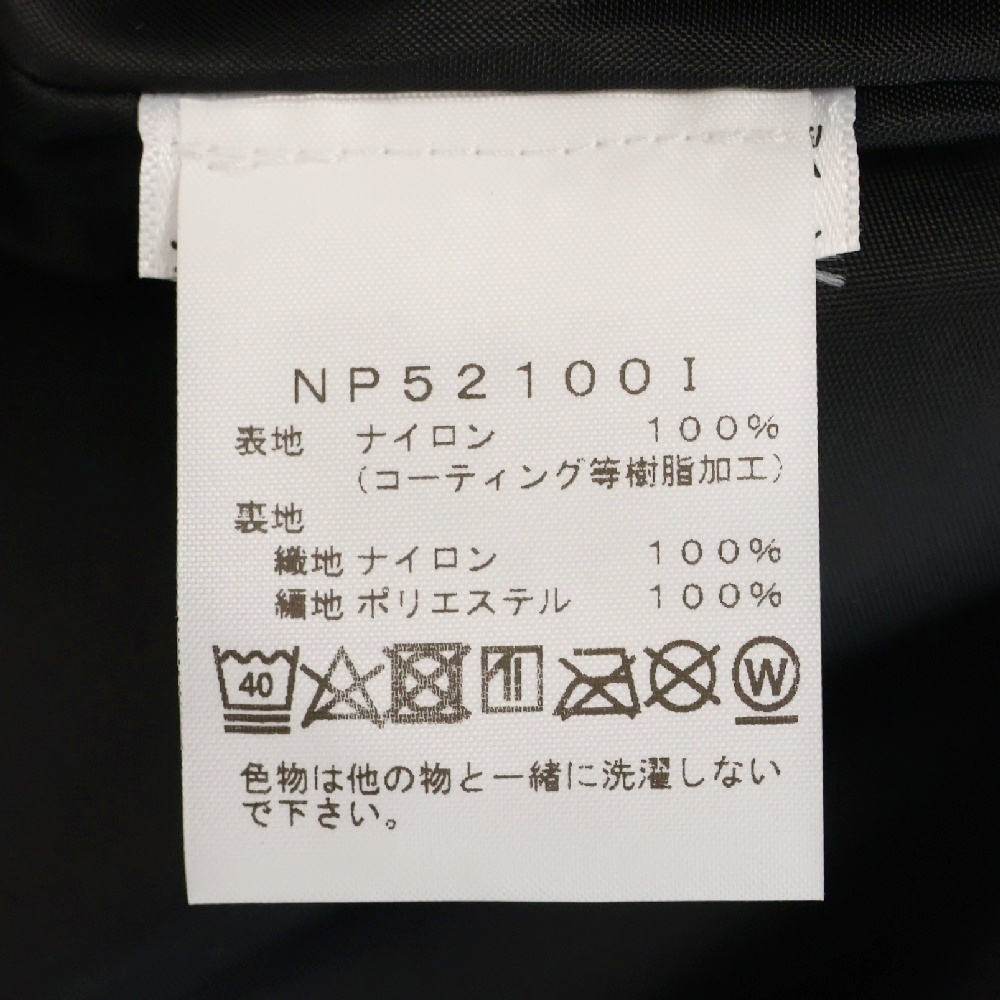 NP52100I
表地 ナイロン 100%
(コーティング等樹脂加工)
裏地
織地 ナイロン 100%
編地 ポリエステル 100%
40 W
色物は他の物と一緒に洗濯しない
で下さい。